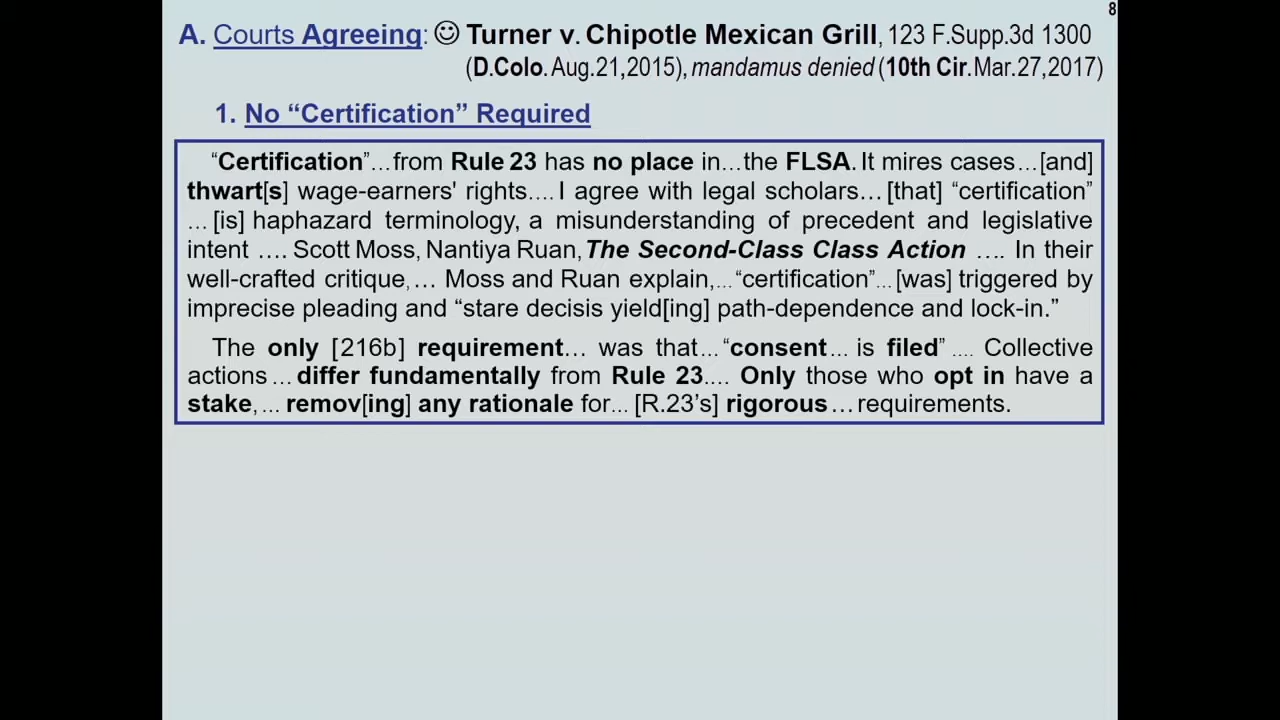 8
A. Courts Agreeing: ☺ Turner v. Chipotle Mexican Grill, 123 F.Supp.3d 1300
(D.Colo.Aug.21,2015), mandamus denied (10th Cir.Mar.27,2017)
1. No “Certification” Required
“Certification”…from Rule 23 has no place in…the FLSA. It mires cases…[and]
thwart[s] wage-earners' rights.... I agree with legal scholars… [that] “certification”
… [is] haphazard terminology, a misunderstanding of precedent and legislative
intent …. Scott Moss, Nantiya Ruan, The Second-Class Class Action …. In their
well-crafted critique,… Moss and Ruan explain,…“certification”… [was] triggered by
imprecise pleading and “stare decisis yield[ing] path-dependence and lock-in.”
The only [216b] requirement… was that…“consent… is filed” …. Collective
actions… differ fundamentally from Rule 23.... Only those who opt in have a
stake,… remov[ing] any rationale for… [R.23’s] rigorous… requirements.